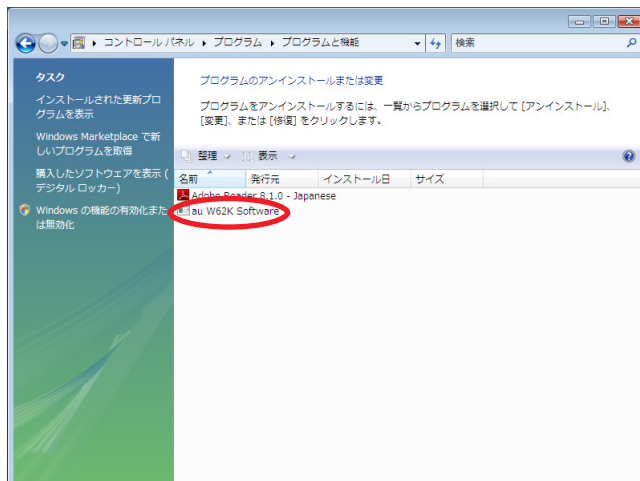 コントロール パネル ▸ プログラム ▸ プログラムと機能
検索
タスク
インストールされた更新プロ
グラムを表示
Windows Marketplace で新
しいプログラムを取得
購入したソフトウェアを表示 (
デジタル ロッカー)
Windows の機能の有効化また
は無効化
プログラムのアンインストールまたは変更
プログラムをアンインストールするには、一覧からプログラムを選択して [アンインストール]、
[変更]、または [修復] をクリックします。
整理 表示
名前 発行元 インストール日 サイズ
Adobe Reader 8.1.0 - Japanese
au W62K Software